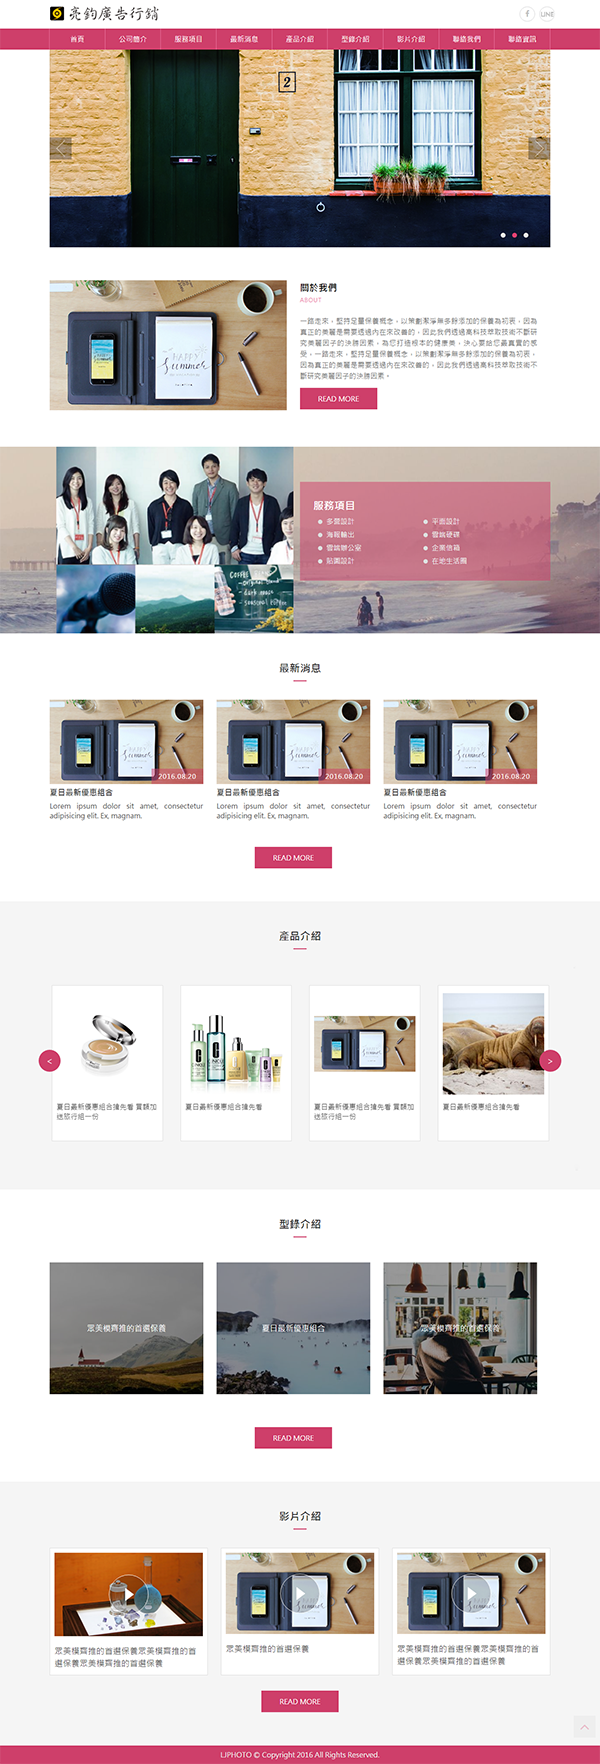 亮鈞廣告行銷
f LINE
首頁 公司簡介 服務項目 最新消息 產品介紹 型錄介紹 影片介紹 聯絡我們 聯絡資訊
2
關於我們
ABOUT
一路走來，堅持足量保養概念，以策劃潔淨無多餘添加的保養為初衷，因為
真正的美麗是需要透過內在來改善的，因此我們透過高科技萃取技術不斷研
究美麗因子的決勝因素，為您打造根本的健康美，決心要給您最真實的感
受，一路走來，堅持足量保養概念，以策劃潔淨無多餘添加的保養為初衷，
因為真正的美麗是需要透過內在來改善的，因此我們透過高科技萃取技術不
斷研究美麗因子的決勝因素。
HAPPY
Summer
READ MORE
服務項目
多媒設計 平面設計
海報輸出 雲端硬碟
雲端辦公室 企業信箱
貼圖設計 在地生活圈
COFFEE
最新消息
2016.08.20 2016.08.20 2016.08.20
夏日最新優惠組合 夏日最新優惠組合 夏日最新優惠組合
Lorem ipsum dolor sit amet, consectetur Lorem ipsum dolor sit amet, consectetur Lorem ipsum dolor sit amet, consectetur
adipisicing elit. Ex, magnam. adipisicing elit. Ex, magnam. adipisicing elit. Ex, magnam.
READ MORE
產品介紹
< >
夏日最新優惠組合搶先看 買額加 夏日最新優惠組合搶先看 夏日最新優惠組合搶先看 買額加 夏日最新優惠組合搶先看
送旅行組一份 送旅行組一份
型錄介紹
眾美模齊推的首選保養 夏日最新優惠組合 眾美模齊推的首選保養
READ MORE
影片介紹
眾美模齊推的首選保養眾美模齊推的首 眾美模齊推的首選保養 眾美模齊推的首選保養眾美模齊推的首
選保養眾美模齊推的首選保養 選保養眾美模齊推的首選保養
READ MORE
LJPHOTO © Copyright 2016 All Rights Reserved.